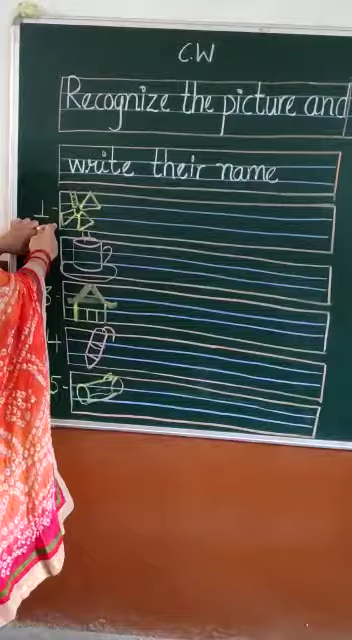 C.W
Recognize the picture and
write their name
1-
3-
4
5-